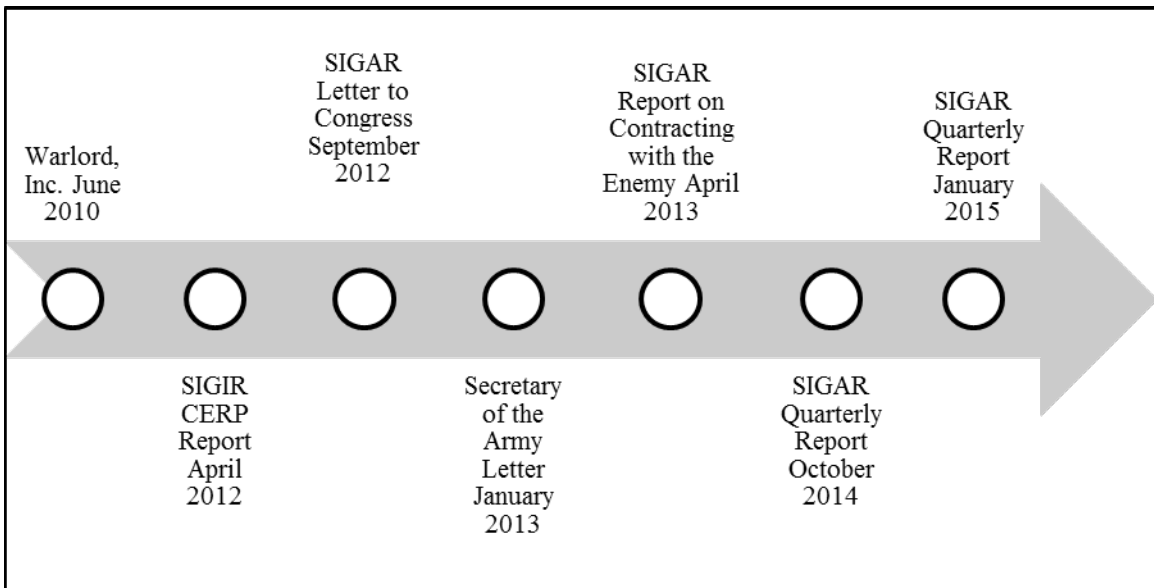 Warlord,
Inc. June
2010
SIGIR
CERP
Report
April
2012
SIGAR
Letter to
Congress
September
2012
Secretary
of the
Army
Letter
January
2013
SIGAR
Report on
Contracting
with the
Enemy April
2013
SIGAR
Quarterly
Report
October
2014
SIGAR
Quarterly
Report
January
2015